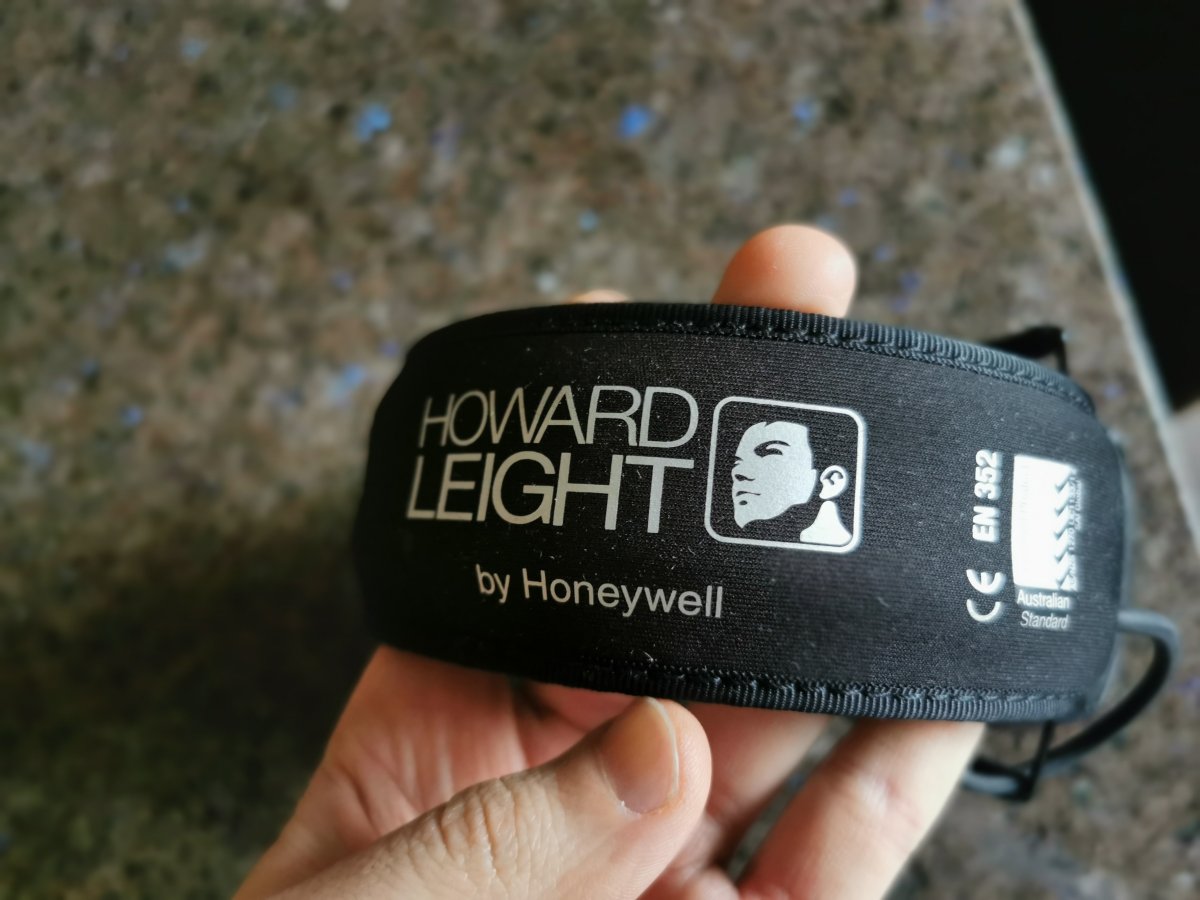 HOWARD
LEIGHT
by Honeywell
CE EN 352
Australian
Standard